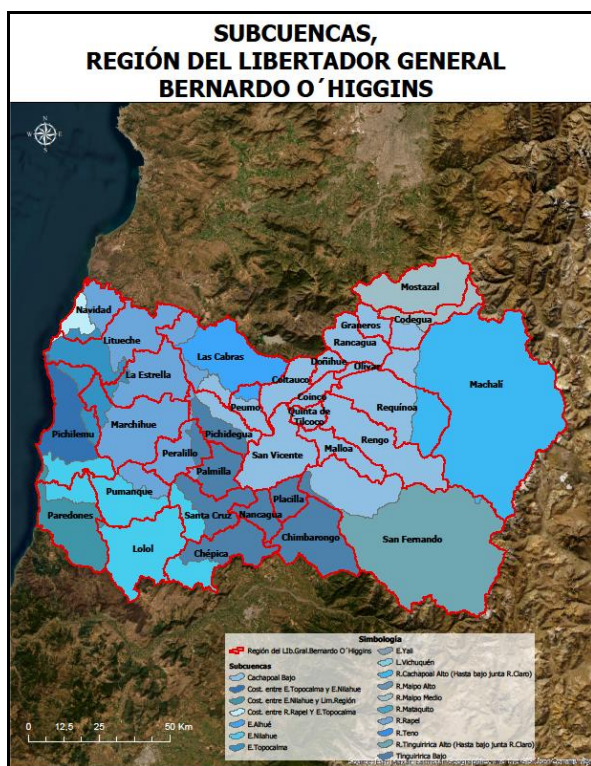 SUBCUENCAS,
REGIÓN DEL LIBERTADOR GENERAL
BERNARDO O´HIGGINS
N
W
E
S
Mostazal
Navidad
Codegua
Graneros
Litueche
Rancagua
Las Cabras
Doñihue
Olivar
La Estrella
Coltauco
Machalí
Coinco
Peumo
Requínoa
Quinta de
Tilcoco
Pichilemu
Marchihue
Pichidegua
Rengo
Malloa
Peralillo
San Vicente
Palmilla
Pumanque
Placilla
Paredones
Santa Cruz
Nancagua
Chimbarongo
San Fernando
Lolol
Chépica
Simbología
Región del LIb.Gral.Bernardo O´Higgins
Subcuencas
Cachapoal Bajo
Cost. entre E.Topocalma y E.Nilahue
Cost. entre E.Nilahue y Lim.Región
Cost. entre R.Rapel Y E.Topocalma
E.Alhué
E.Nilahue
E.Topocalma
E.Yali
L.Vichuquén
R.Cachapoal Alto (Hasta bajo junta R.Claro)
R.Maipo Alto
R.Maipo Medio
R.Mataquito
R.Rapel
R.Teno
R.Tinguiririca Alto (Hasta bajo junta R.Claro)
Tinguiririca Bajo
0 12,5 25 50 Km